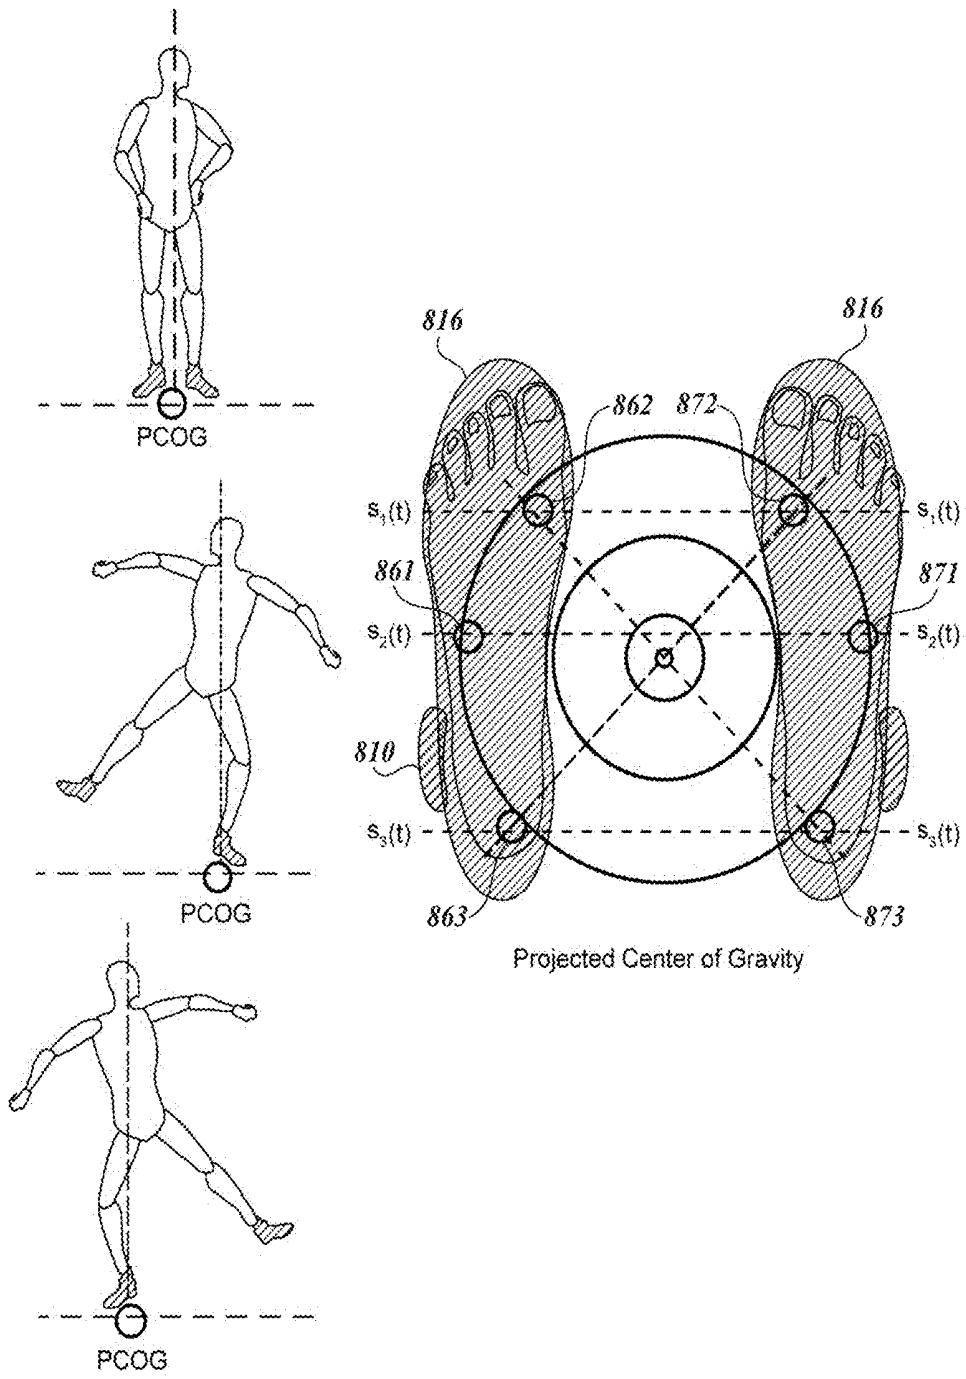 PCOG
PCOG
PCOG
816
816
862
872
s₁(t)
s₁(t)
861
871
s₂(t)
s₂(t)
810
s₃(t)
s₃(t)
863
873
Projected Center of Gravity